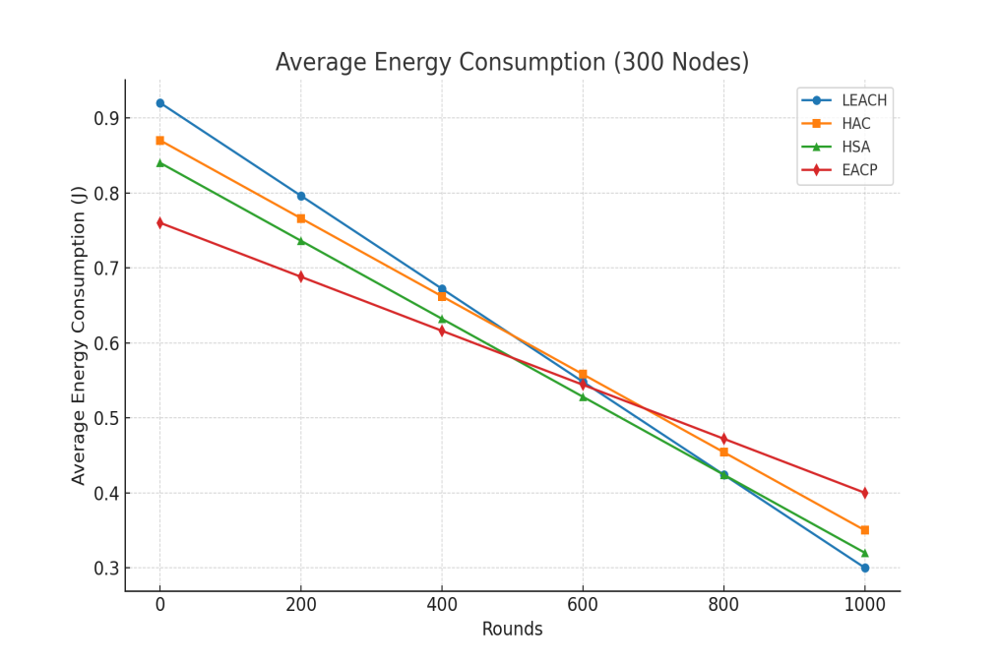 Average Energy Consumption (300 Nodes)
LEACH
HAC
HSA
EACP
Average Energy Consumption (J)
0.9
0.8
0.7
0.6
0.5
0.4
0.3
0 200 400 600 800 1000
Rounds